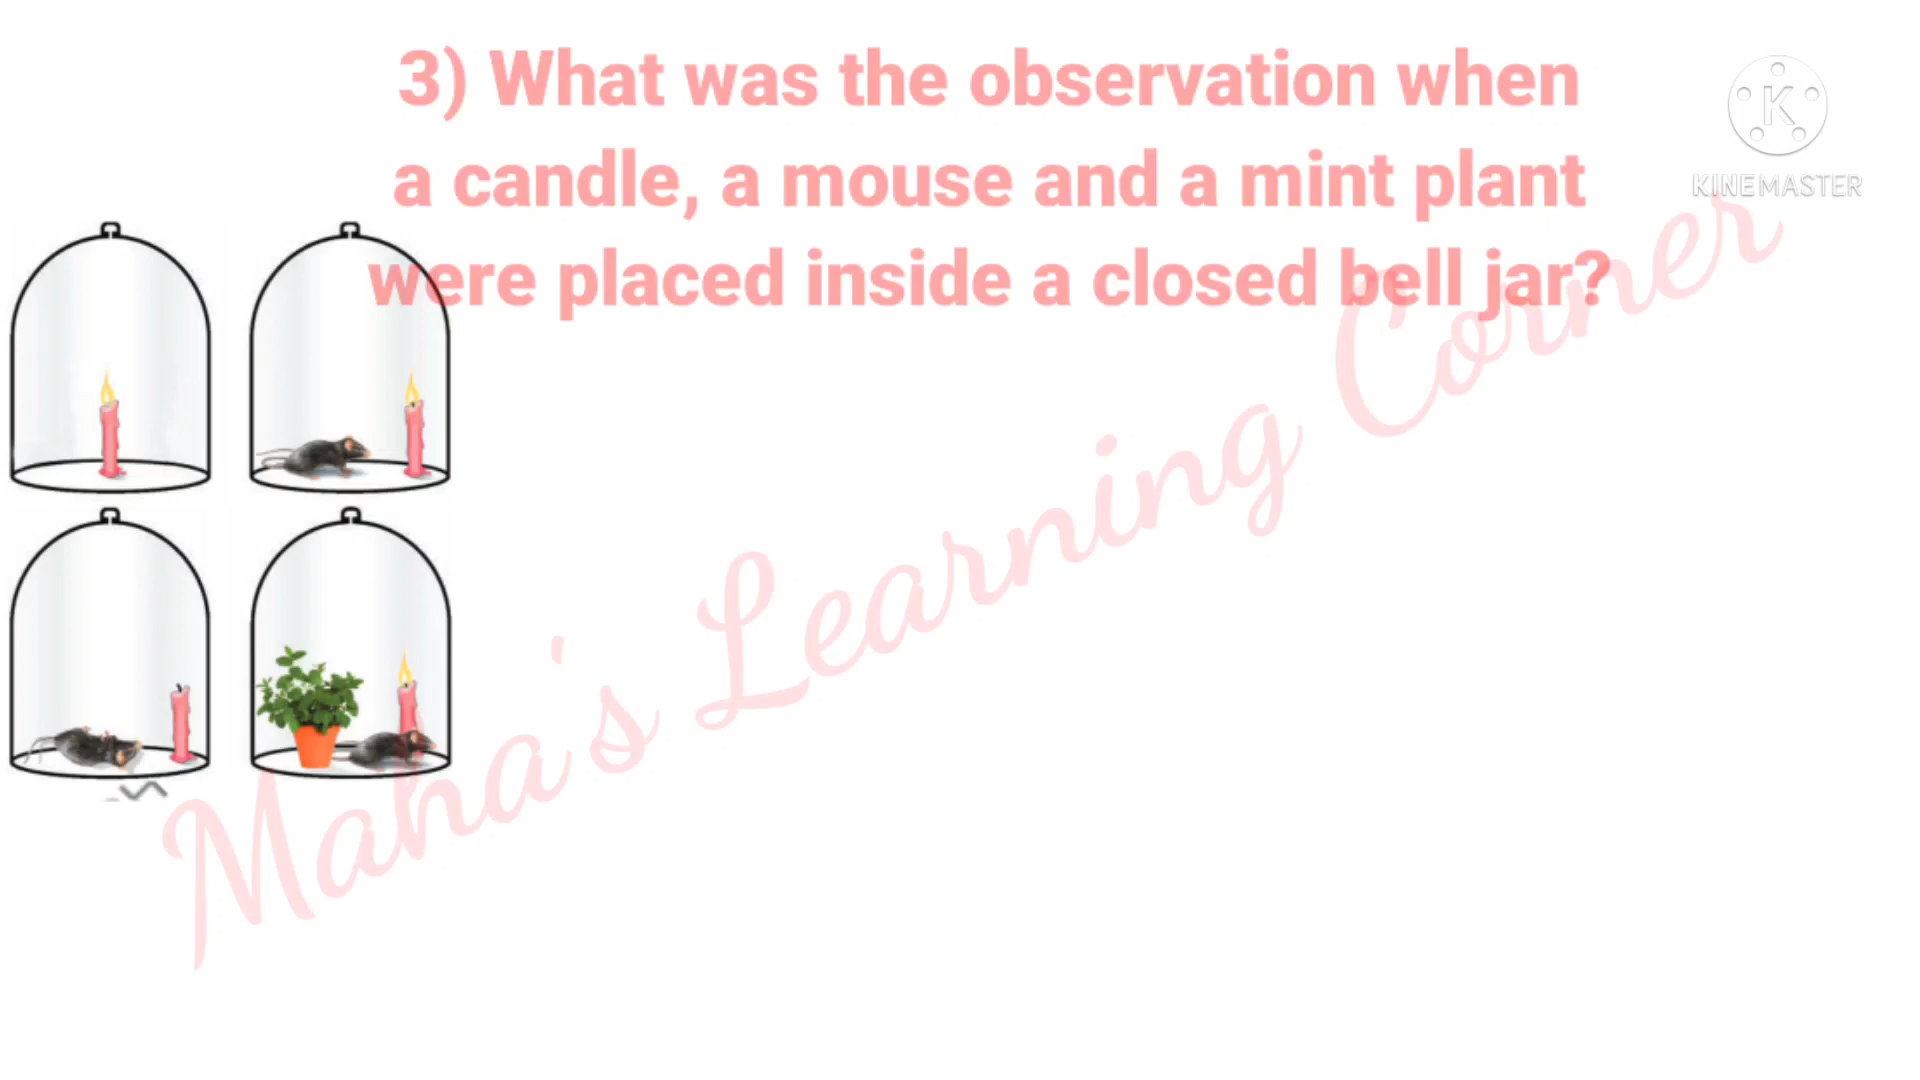 3) What was the observation when
a candle, a mouse and a mint plant
were placed inside a closed bell jar?
KINEMASTER
Maha's Learning Corner